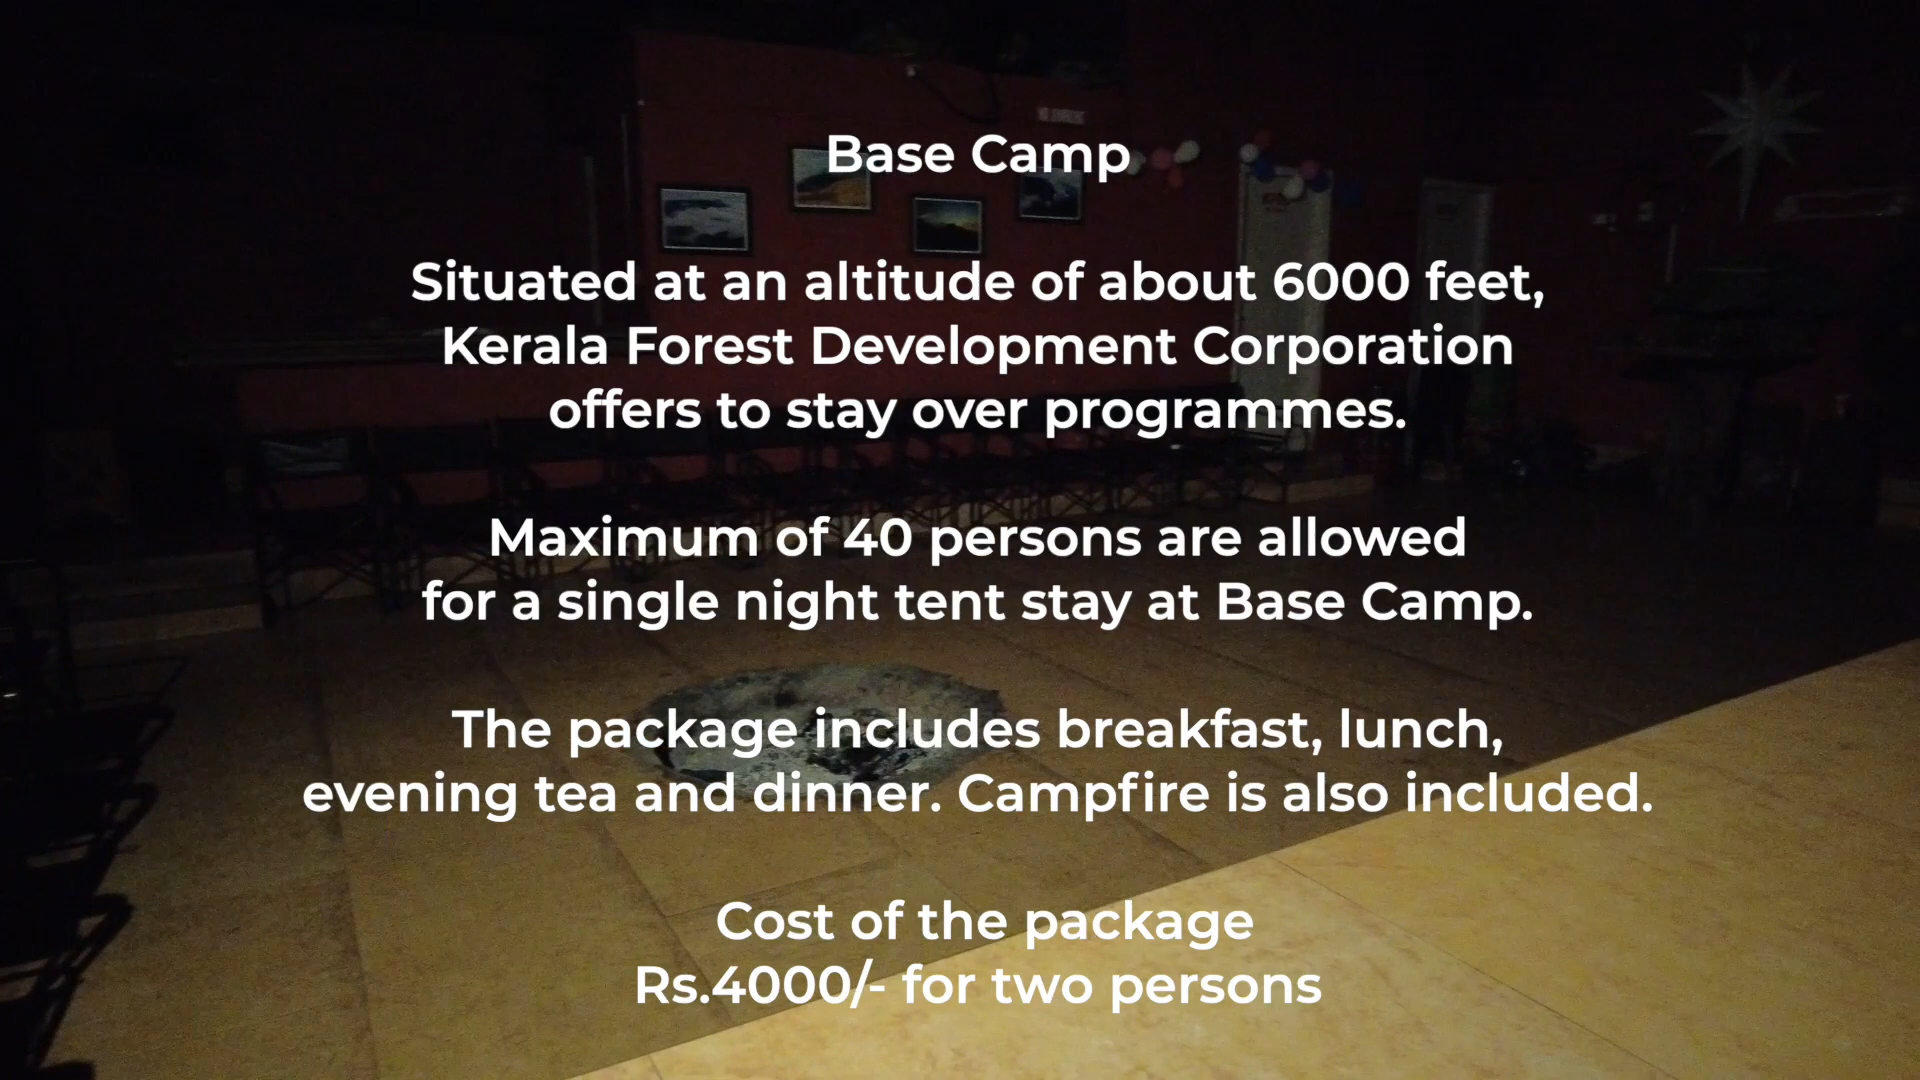 Base Camp
Situated at an altitude of about 6000 feet,
Kerala Forest Development Corporation
offers to stay over programmes.
Maximum of 40 persons are allowed
for a single night tent stay at Base Camp.
The package includes breakfast, lunch,
evening tea and dinner. Campfire is also included.
Cost of the package
Rs.4000/- for two persons